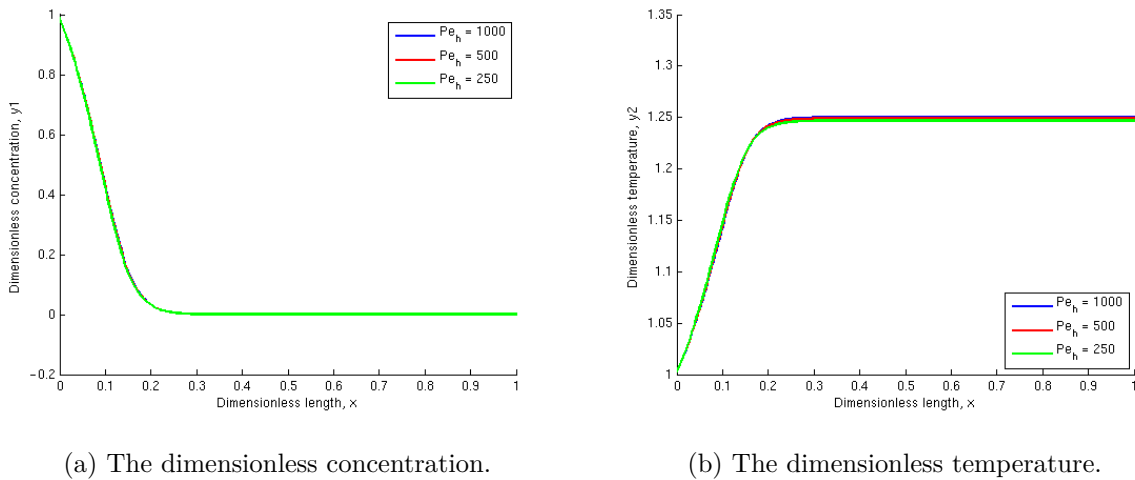 1
0.8
0.6
0.4
0.2
0
−0.2
Dimensionless concentration, y1
0 0.1 0.2 0.3 0.4 0.5 0.6 0.7 0.8 0.9 1
Dimensionless length, x
Pe_h = 1000
Pe_h = 500
Pe_h = 250
(a) The dimensionless concentration.
1.35
1.3
1.25
1.2
1.15
1.1
1.05
1
Dimensionless temperature, y2
0 0.1 0.2 0.3 0.4 0.5 0.6 0.7 0.8 0.9 1
Dimensionless length, x
Pe_h = 1000
Pe_h = 500
Pe_h = 250
(b) The dimensionless temperature.